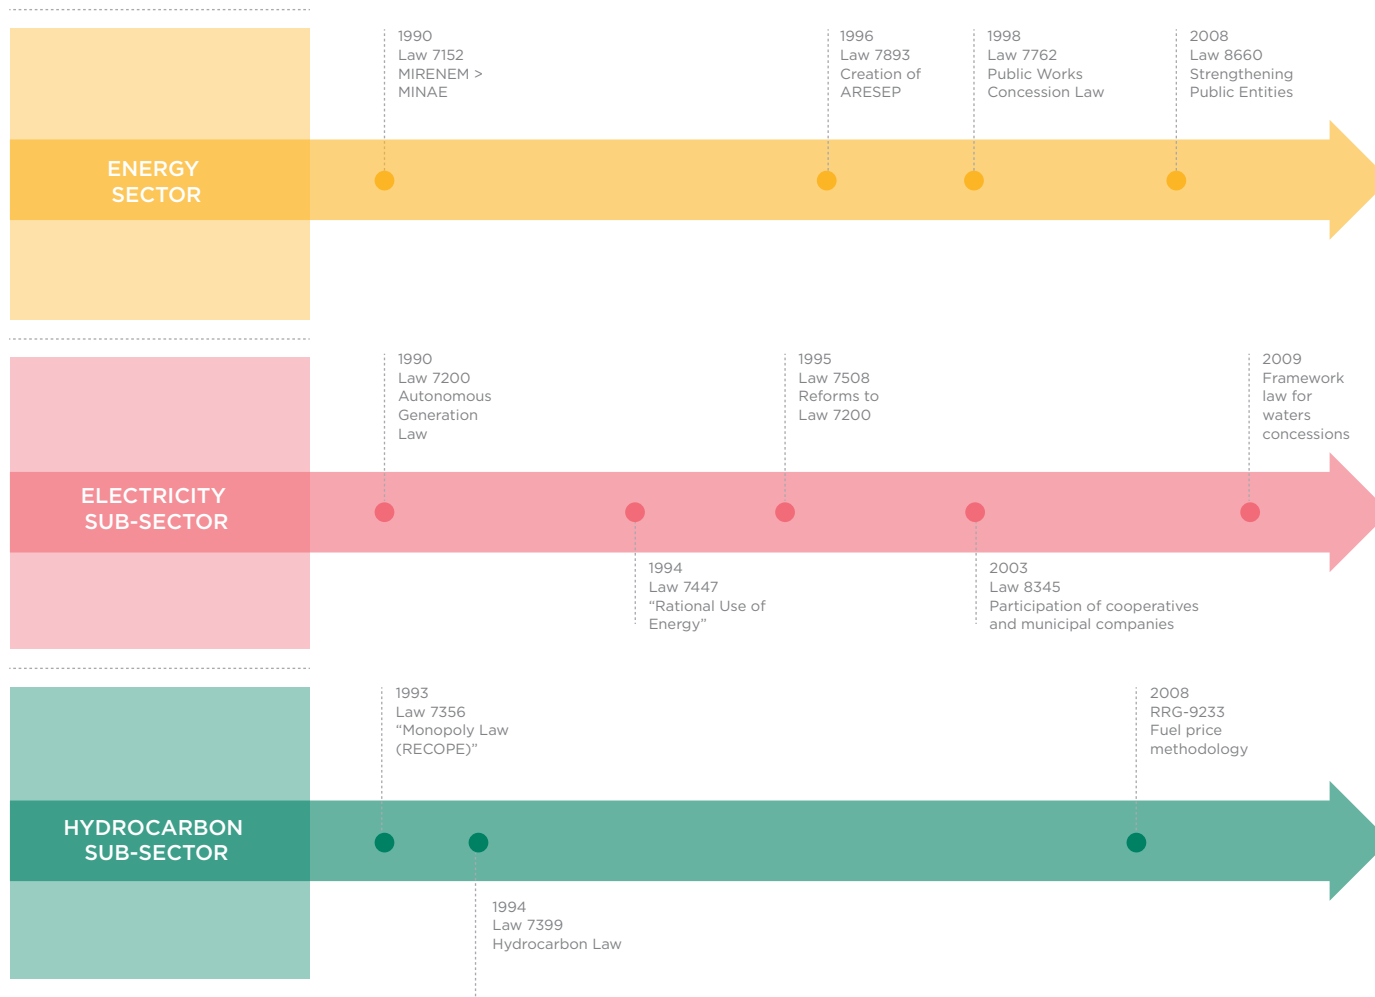 1990
Law 7152
MIRENEM >
MINAE
1996
Law 7893
Creation of
ARESEP
1998
Law 7762
Public Works
Concession Law
2008
Law 8660
Strengthening
Public Entities
ENERGY
SECTOR
1990
Law 7200
Autonomous
Generation
Law
1995
Law 7508
Reforms to
Law 7200
2009
Framework
law for
waters
concessions
ELECTRICITY
SUB-SECTOR
1994
Law 7447
“Rational Use of
Energy”
2003
Law 8345
Participation of cooperatives
and municipal companies
1993
Law 7356
“Monopoly Law
(RECOPE)”
2008
RRG-9233
Fuel price
methodology
HYDROCARBON
SUB-SECTOR
1994
Law 7399
Hydrocarbon Law